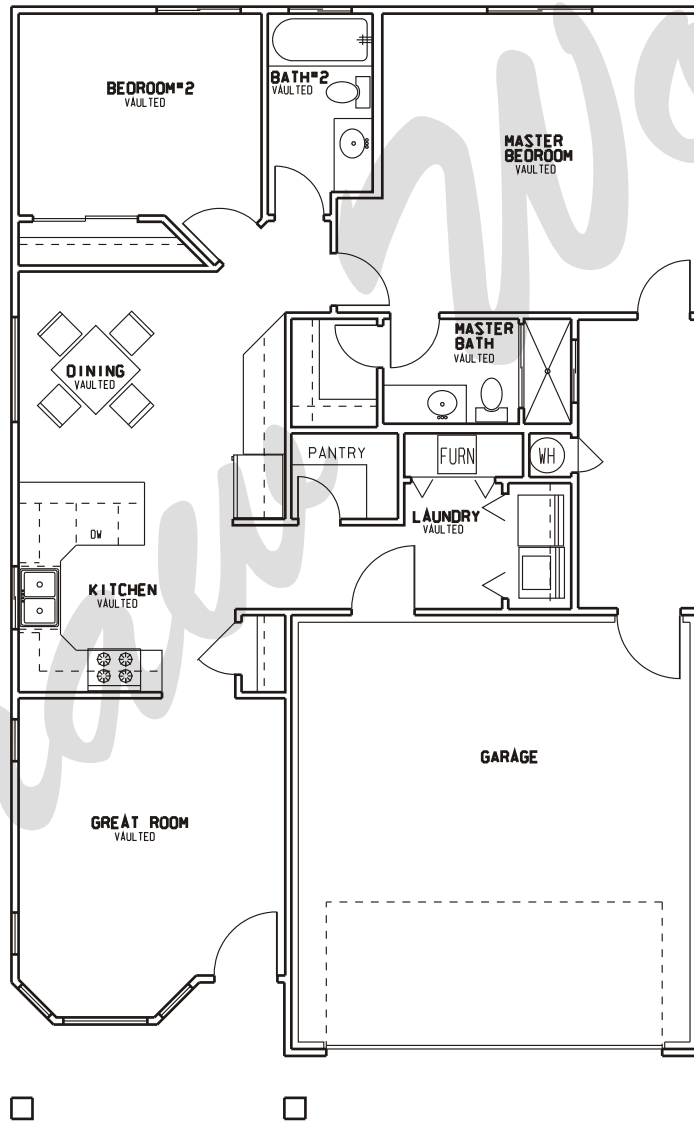 BEDROOM#2
VAULTED
BATH#2
VAULTED
MASTER
BEDROOM
VAULTED
DINING
VAULTED
MASTER
BATH
VAULTED
PANTRY
FURN
WH
LAUNDRY
VAULTED
DW
KITCHEN
VAULTED
GARAGE
GREAT ROOM
VAULTED